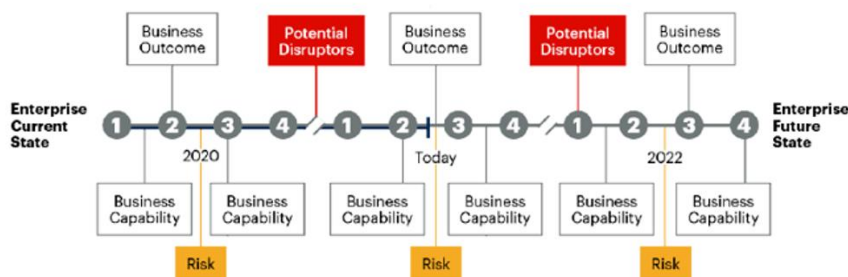 Business
Outcome
Potential
Disruptors
Business
Outcome
Potential
Disruptors
Business
Outcome
Enterprise
Current
State
1 2 3 4 1 2 3 4 1 2 3 4
Enterprise
Future
State
2020 Today 2022
Business
Capability
Business
Capability
Business
Capability
Business
Capability
Business
Capability
Business
Capability
Risk
Risk
Risk